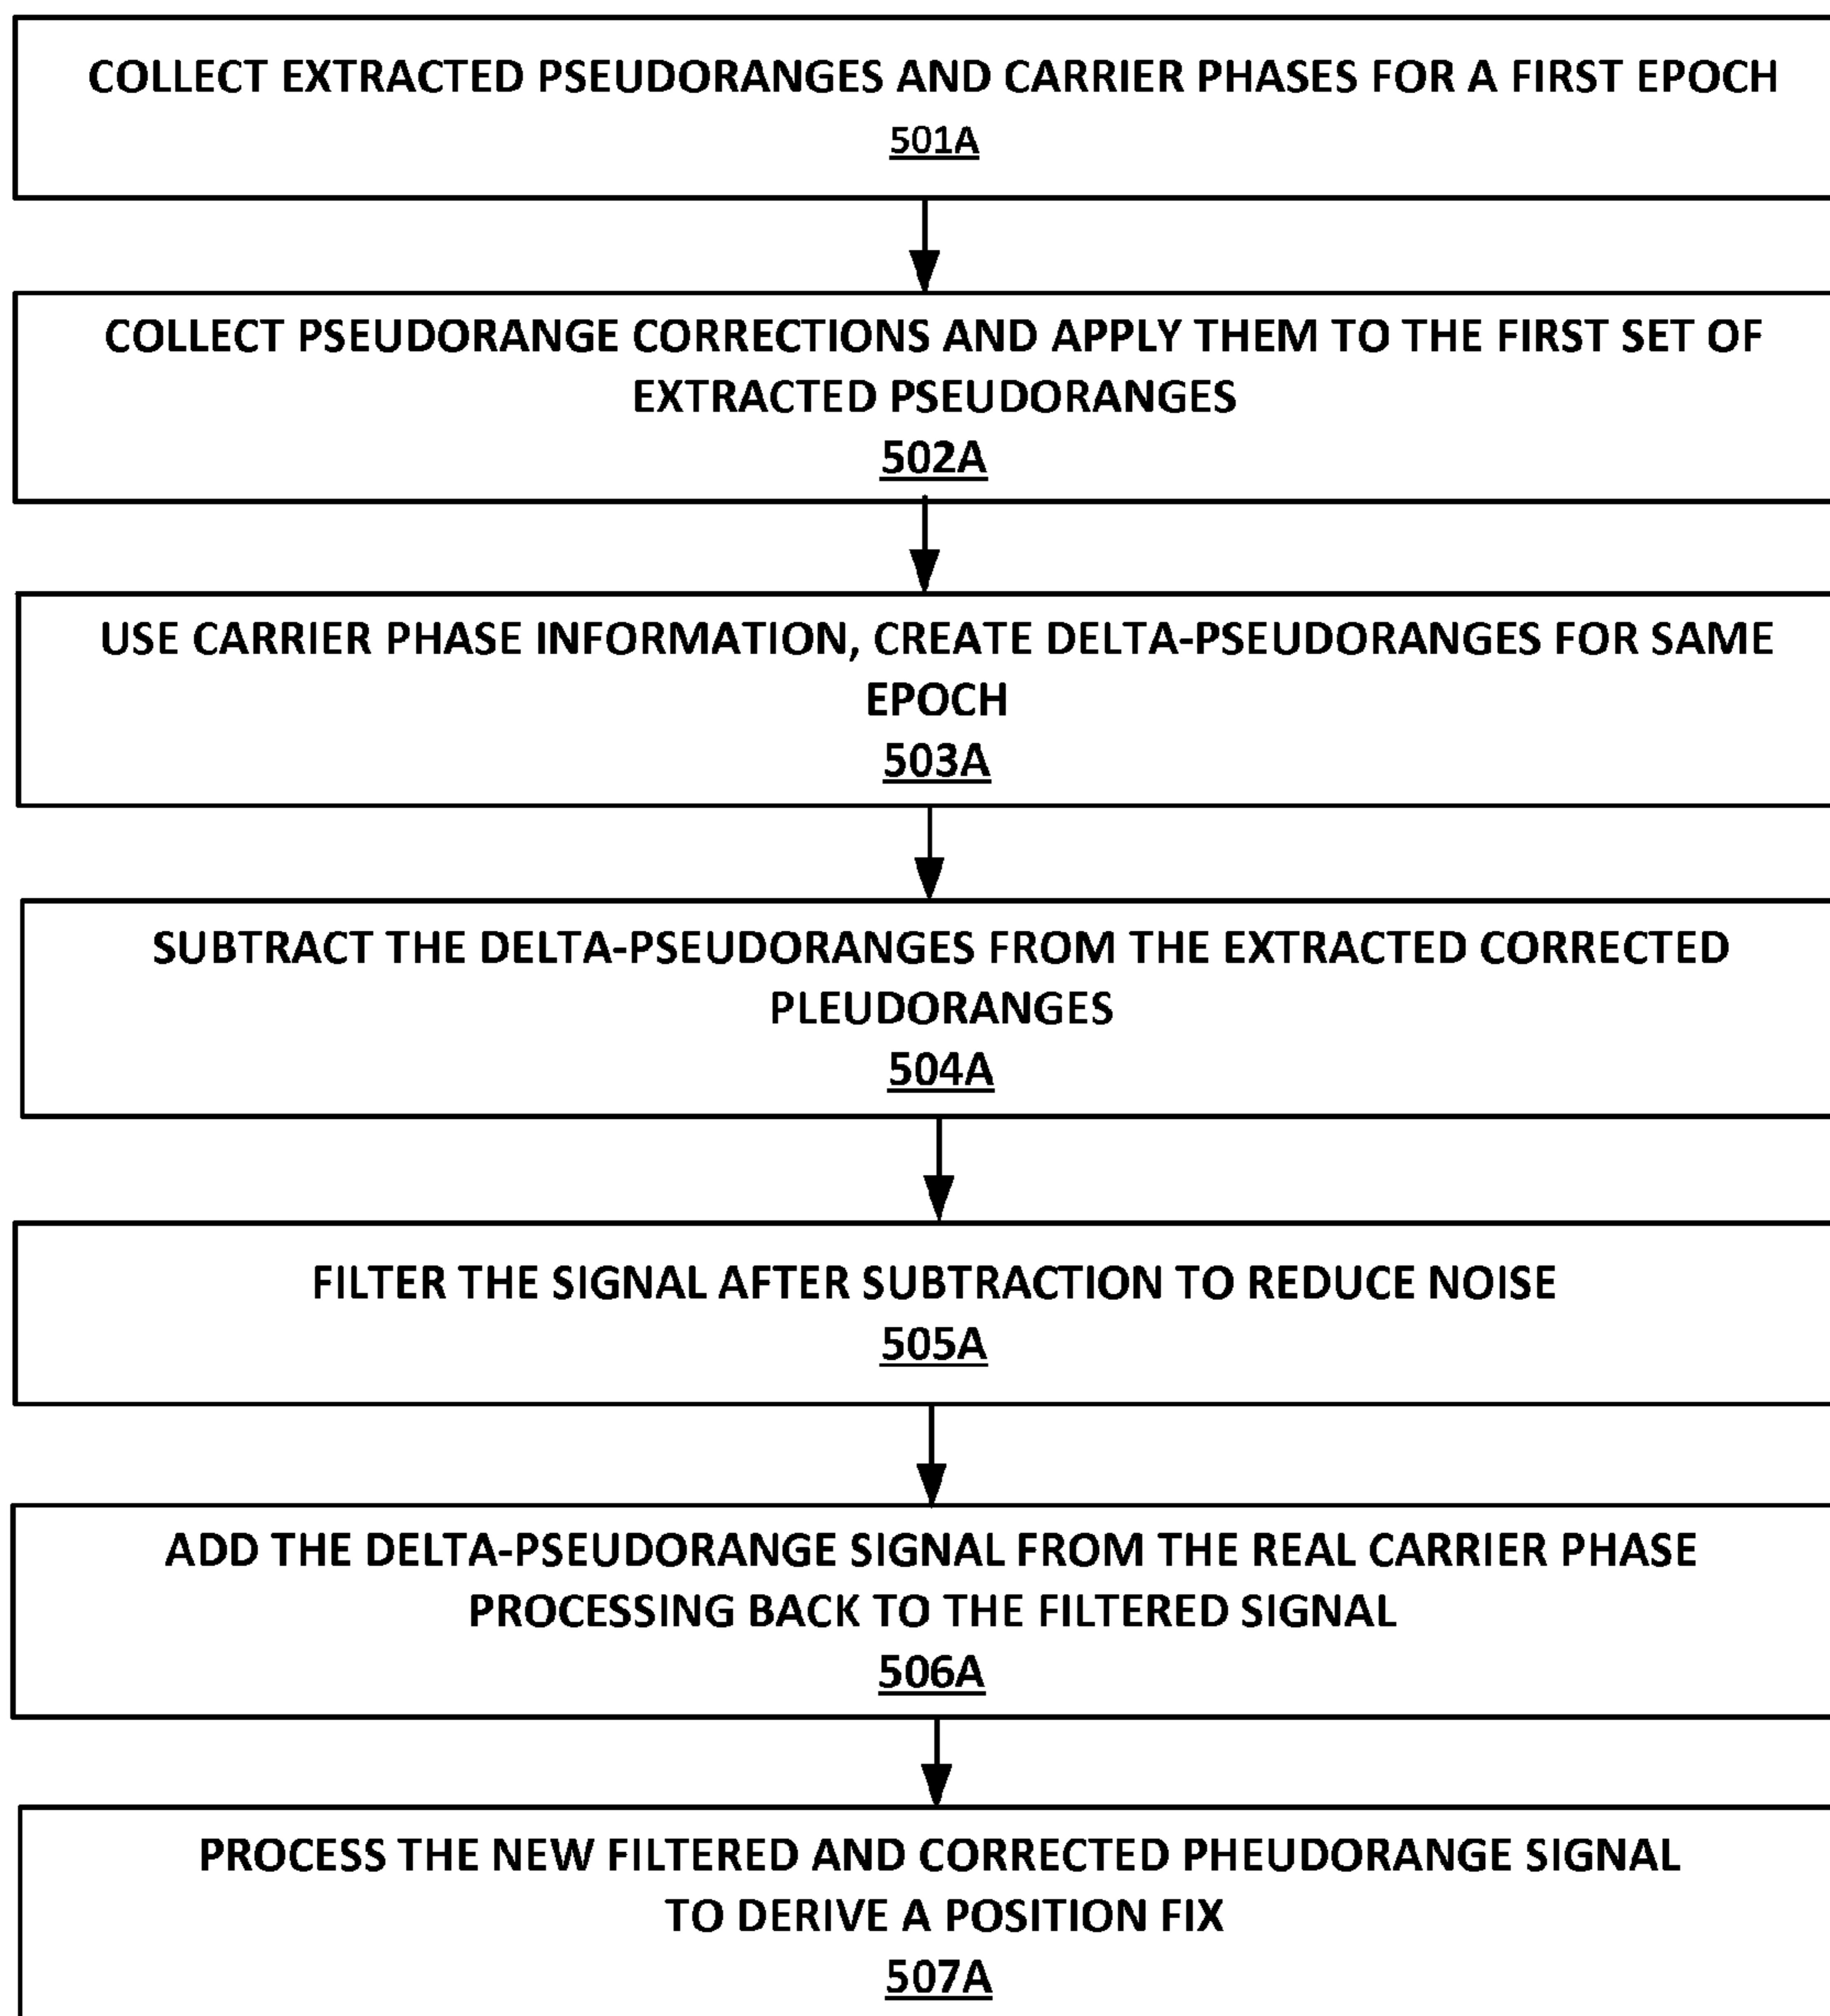 COLLECT EXTRACTED PSEUDORANGES AND CARRIER PHASES FOR A FIRST EPOCH
501A
COLLECT PSEUDORANGE CORRECTIONS AND APPLY THEM TO THE FIRST SET OF
EXTRACTED PSEUDORANGES
502A
USE CARRIER PHASE INFORMATION, CREATE DELTA-PSEUDORANGES FOR SAME
EPOCH
503A
SUBTRACT THE DELTA-PSEUDORANGES FROM THE EXTRACTED CORRECTED
PLEUDORANGES
504A
FILTER THE SIGNAL AFTER SUBTRACTION TO REDUCE NOISE
505A
ADD THE DELTA-PSEUDORANGE SIGNAL FROM THE REAL CARRIER PHASE
PROCESSING BACK TO THE FILTERED SIGNAL
506A
PROCESS THE NEW FILTERED AND CORRECTED PHEUDORANGE SIGNAL
TO DERIVE A POSITION FIX
507A